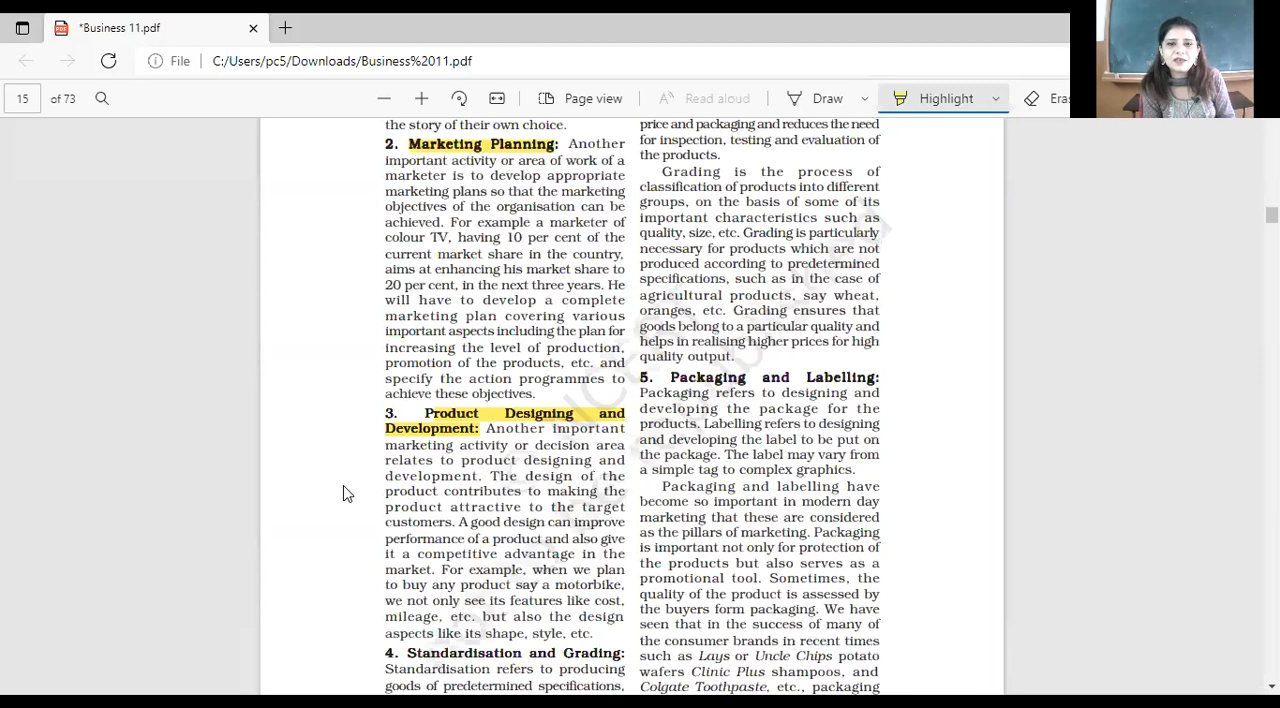 *Business 11.pdf
File
C:/Users/pc5/Downloads/Business%2011.pdf
15
of 73
Page view
Read aloud
Draw
Highlight
Eras
the story of their own choice.
2. Marketing Planning: Another
important activity or area of work of a
marketer is to develop appropriate
marketing plans so that the marketing
objectives of the organisation can be
achieved. For example a marketer of
colour TV, having 10 per cent of the
current market share in the country,
aims at enhancing his market share to
20 per cent, in the next three years. He
will have to develop a complete
marketing plan covering various
important aspects including the plan for
increasing the level of production,
promotion of the products, etc. and
specify the action programmes to
achieve these objectives.
3. Product Designing and
Development: Another important
marketing activity or decision area
relates to product designing and
development. The design of the
product contributes to making the
product attractive to the target
customers. A good design can improve
performance of a product and also give
it a competitive advantage in the
market. For example, when we plan
to buy any product say a motorbike,
we not only see its features like cost,
mileage, etc. but also the design
aspects like its shape, style, etc.
4. Standardisation and Grading:
Standardisation refers to producing
goods of predetermined specifications,
price and packaging and reduces the need
for inspection, testing and evaluation of
the products.
Grading is the process of
classification of products into different
groups, on the basis of some of its
important characteristics such as
quality, size, etc. Grading is particularly
necessary for products which are not
produced according to predetermined
specifications, such as in the case of
agricultural products, say wheat,
oranges, etc. Grading ensures that
goods belong to a particular quality and
helps in realising higher prices for high
quality output.
5. Packaging and Labelling:
Packaging refers to designing and
developing the package for the
products. Labelling refers to designing
and developing the label to be put on
the package. The label may vary from
a simple tag to complex graphics.
Packaging and labelling have
become so important in modern day
marketing that these are considered
as the pillars of marketing. Packaging
is important not only for protection of
the products but also serves as a
promotional tool. Sometimes, the
quality of the product is assessed by
the buyers form packaging. We have
seen that in the success of many of
the consumer brands in recent times
such as Lays or Uncle Chips potato
wafers Clinic Plus shampoos, and
Colgate Toothpaste, etc., packaging